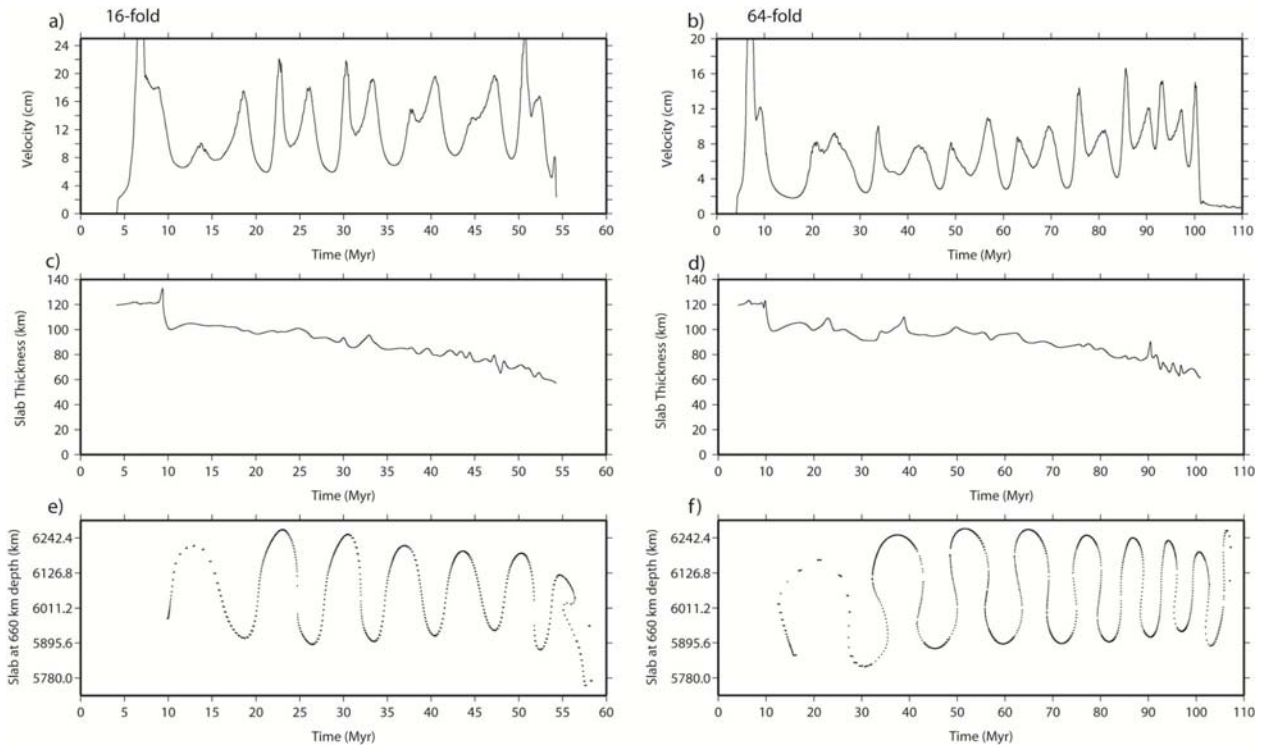 a) 16-fold
b) 64-fold
24
20
16
12
8
4
0
Velocity (cm)
0 5 10 15 20 25 30 35 40 45 50 55 60
Time (Myr)
20
16
12
8
4
0
Velocity (cm)
0 10 20 30 40 50 60 70 80 90 100 110
Time (Myr)
c)
140
120
100
80
60
40
20
0
Slab Thickness (km)
0 5 10 15 20 25 30 35 40 45 50 55 60
Time (Myr)
d)
140
120
100
80
60
40
20
0
Slab Thickness (km)
0 10 20 30 40 50 60 70 80 90 100 110
Time (Myr)
e)
6242.4
6126.8
6011.2
5895.6
5780.0
Slab at 660 km depth (km)
0 5 10 15 20 25 30 35 40 45 50 55 60
Time (Myr)
f)
6242.4
6126.8
6011.2
5895.6
5780.0
Slab at 660 km depth (km)
0 10 20 30 40 50 60 70 80 90 100 110
Time (Myr)